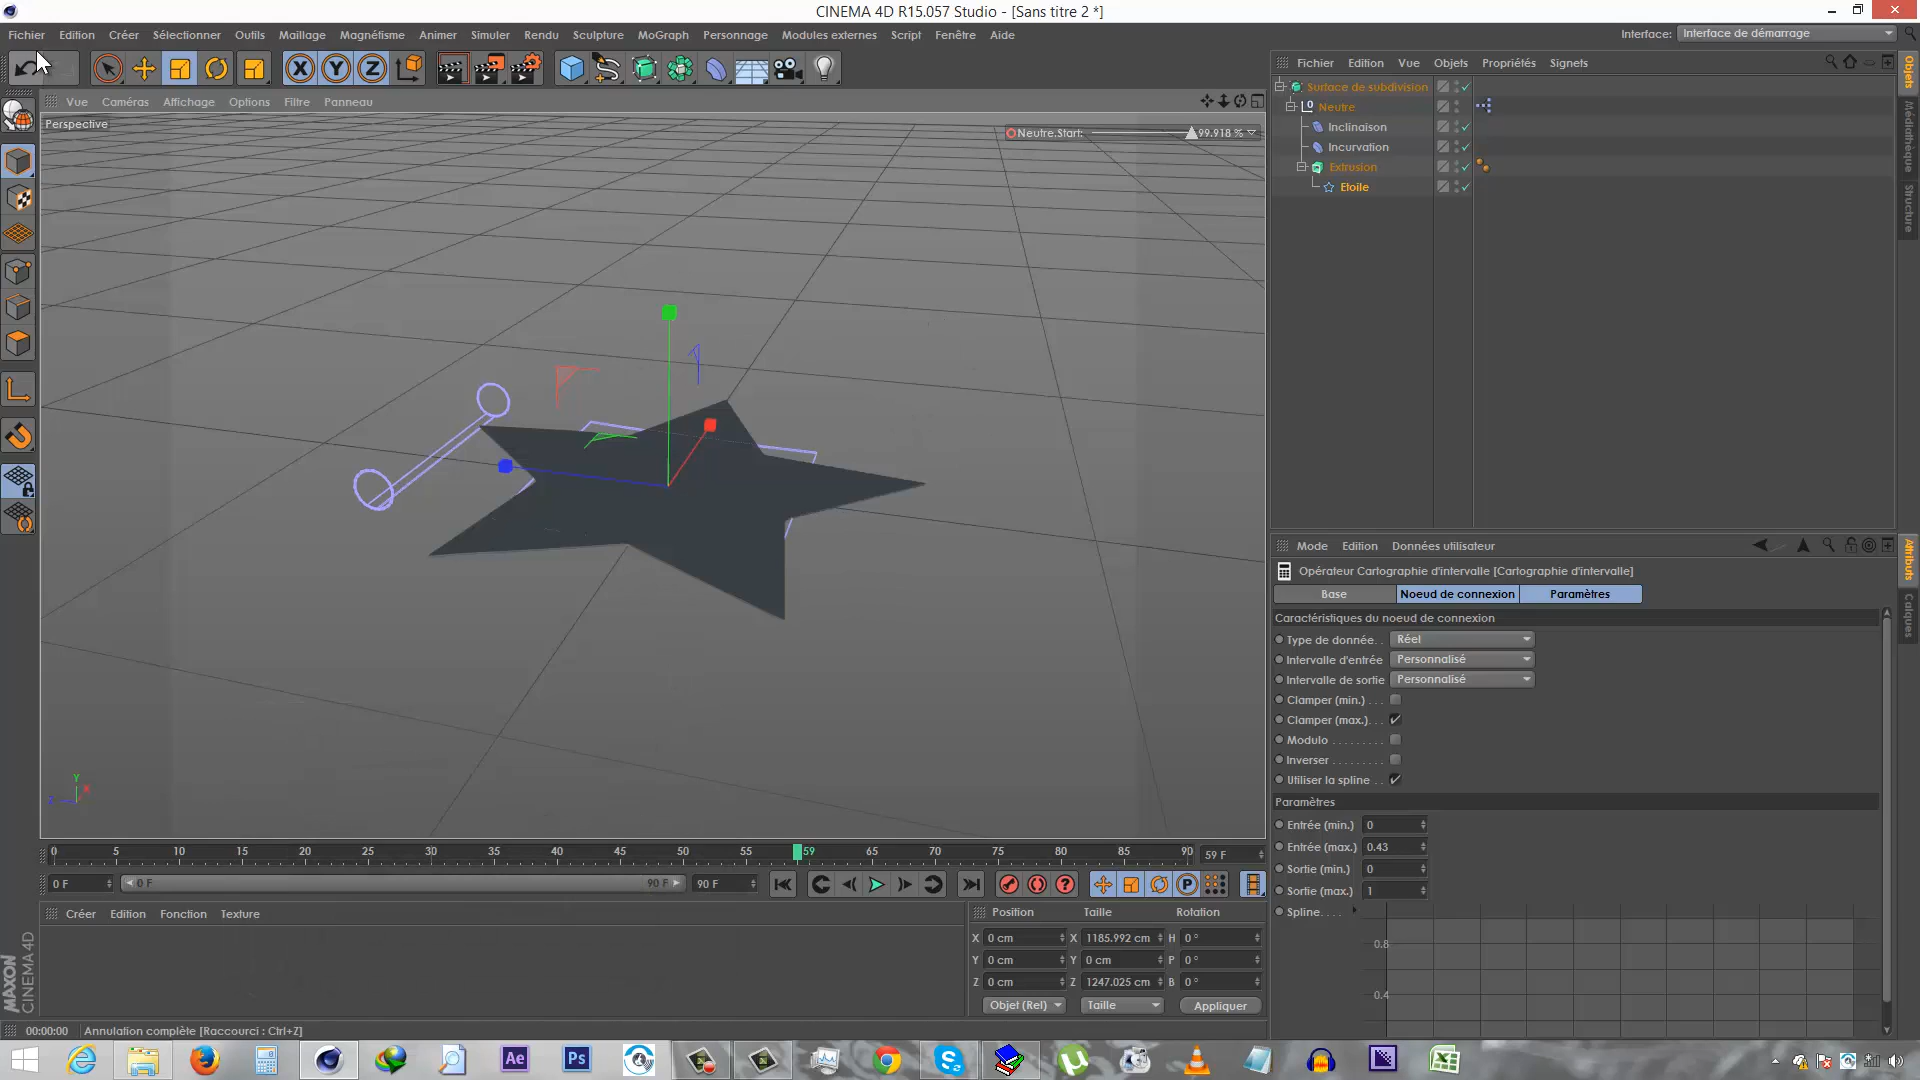 CINEMA 4D R15.057 Studio - [Sans titre 2 *]
Fichier Edition Créer Sélectionner Outils Maillage Magnétisme Animer Simuler Rendu Sculpture MoGraph Personnage Modules externes Script Fenêtre Aide
Interface: Interface de démarrage
X Y Z
Fichier Edition Vue Objets Propriétés Signets
Vue Caméras Affichage Options Filtre Panneau
Perspective
Neutre.Start: 99.918 %
Surface de subdivision
Neutre
Inclinaison
Incurvation
Extrusion
Etoile
Objets
Médiathèque
Structure
Mode Edition Données utilisateur
Opérateur Cartographie d'intervalle [Cartographie d'intervalle]
Base Noeud de connexion Paramètres
Caractéristiques du noeud de connexion
Type de donnée. . Réel
Intervalle d'entrée Personnalisé
Intervalle de sortie Personnalisé
Clamper (min.) . . .
Clamper (max.) . . .
Modulo . . . . . . . . .
Inverser . . . . . . . . .
Utiliser la spline . .
Paramètres
Entrée (min.) 0
Entrée (max.) 0.43
Sortie (min.) 0
Sortie (max.) 1
Spline. . . .
0.8
0.4
Attributs
Calques
Y
X
Z
0 5 10 15 20 25 30 35 40 45 50 55 59 65 70 75 80 85 90
59 F
0 F 0 F 90 F 90 F
P
Créer Edition Fonction Texture
Position Taille Rotation
X 0 cm X 1185.992 cm H 0 °
Y 0 cm Y 0 cm P 0 °
Z 0 cm Z 1247.025 cm B 0 °
Objet (Rel) Taille Appliquer
MAXON
CINEMA 4D
00:00:00 Annulation complète [Raccourci : Ctrl+Z]
Ae
Ps